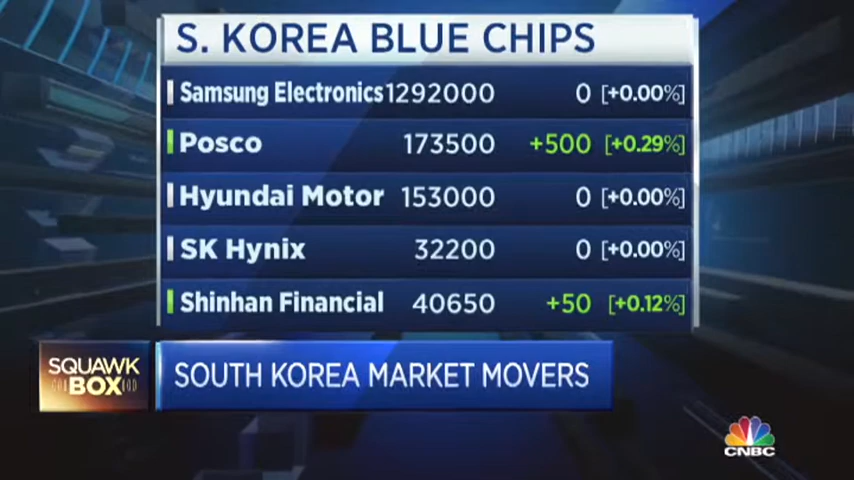 S. KOREA BLUE CHIPS
Samsung Electronics 1292000 0 [+0.00%]
Posco 173500 +500 [+0.29%]
Hyundai Motor 153000 0 [+0.00%]
SK Hynix 32200 0 [+0.00%]
Shinhan Financial 40650 +50 [+0.12%]
SQUAWK
BOX
SOUTH KOREA MARKET MOVERS
CNBC